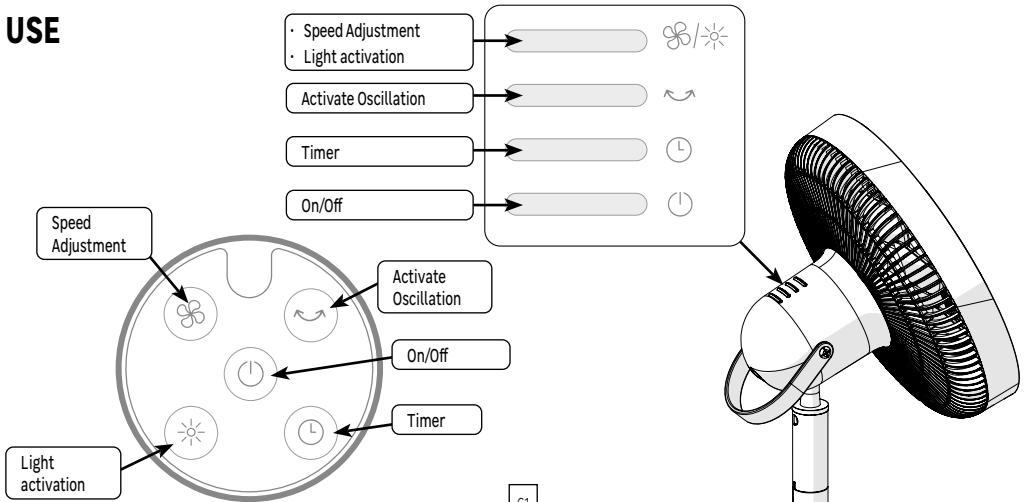 USE
· Speed Adjustment
· Light activation
Activate Oscillation
Timer
On/Off
Speed
Adjustment
Activate
Oscillation
On/Off
Timer
Light
activation